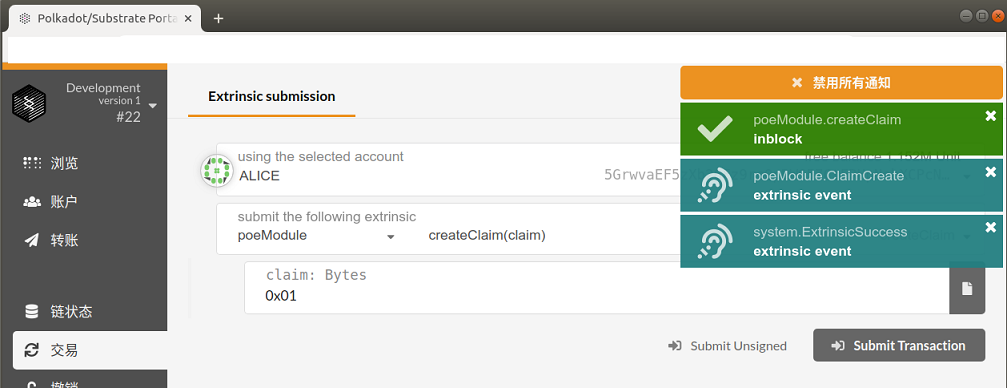 Polkadot/Substrate Porta
Development
version 1
#22
浏览
账户
转账
链状态
交易
撤销
Extrinsic submission
using the selected account
ALICE
5GrwvaEF5
submit the following extrinsic
poeModule
createClaim(claim)
claim: Bytes
0x01
Submit Unsigned
Submit Transaction
禁用所有通知
poeModule.createClaim
inblock
poeModule.ClaimCreate
extrinsic event
system.ExtrinsicSuccess
extrinsic event